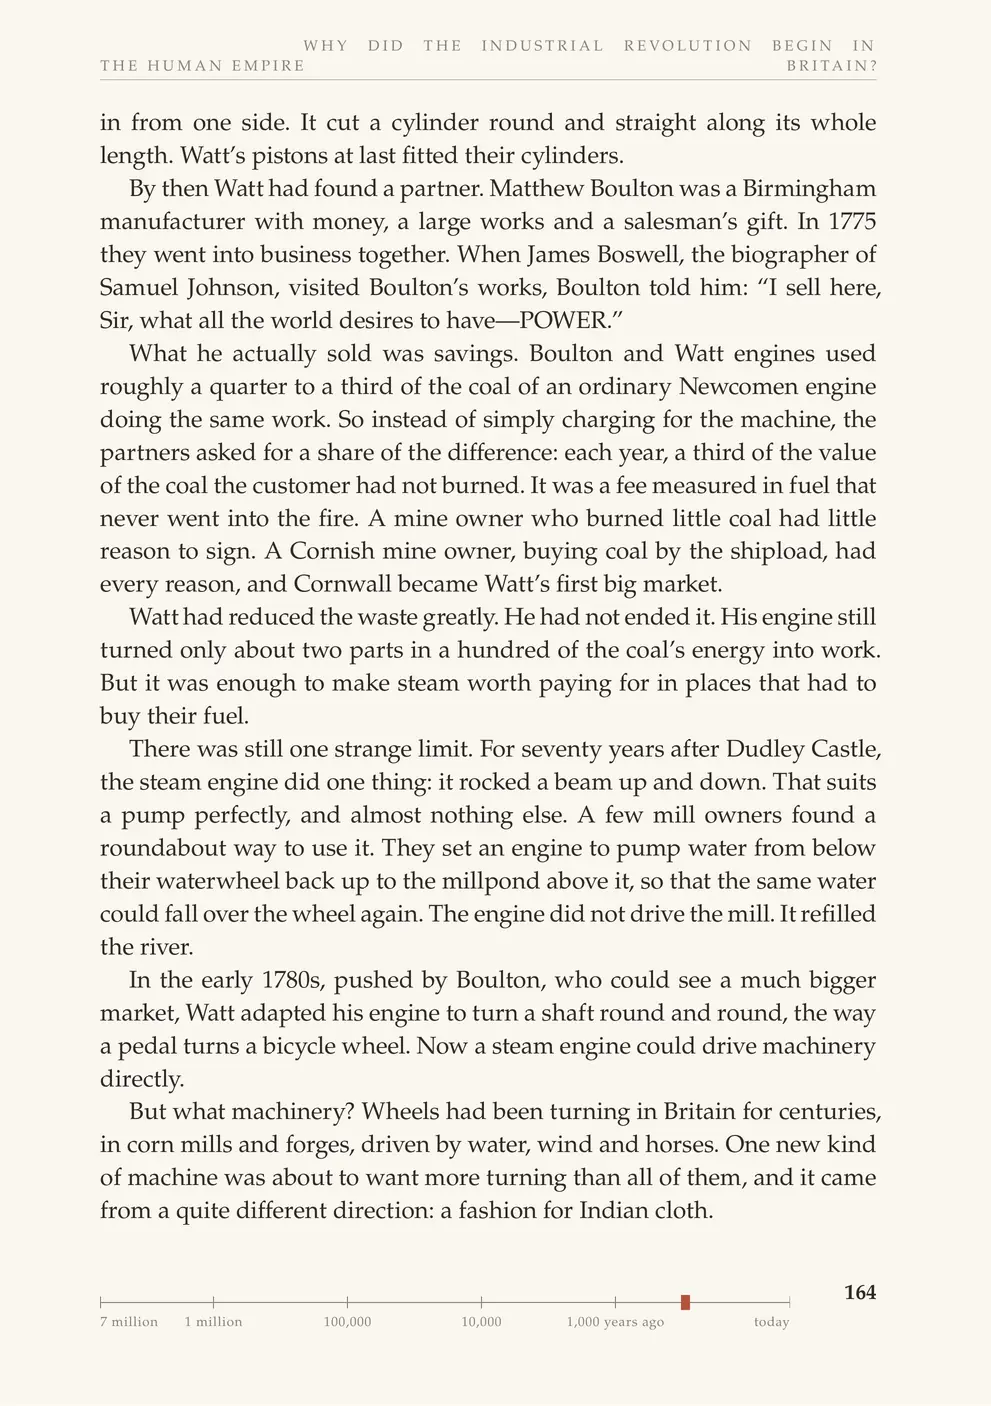 WHY DID THE INDUSTRIAL REVOLUTION BEGIN IN
THE HUMAN EMPIRE BRITAIN?
in from one side. It cut a cylinder round and straight along its whole
length. Watt’s pistons at last fitted their cylinders.
By then Watt had found a partner. Matthew Boulton was a Birmingham
manufacturer with money, a large works and a salesman’s gift. In 1775
they went into business together. When James Boswell, the biographer of
Samuel Johnson, visited Boulton’s works, Boulton told him: “I sell here,
Sir, what all the world desires to have—POWER.”
What he actually sold was savings. Boulton and Watt engines used
roughly a quarter to a third of the coal of an ordinary Newcomen engine
doing the same work. So instead of simply charging for the machine, the
partners asked for a share of the difference: each year, a third of the value
of the coal the customer had not burned. It was a fee measured in fuel that
never went into the fire. A mine owner who burned little coal had little
reason to sign. A Cornish mine owner, buying coal by the shipload, had
every reason, and Cornwall became Watt’s first big market.
Watt had reduced the waste greatly. He had not ended it. His engine still
turned only about two parts in a hundred of the coal’s energy into work.
But it was enough to make steam worth paying for in places that had to
buy their fuel.
There was still one strange limit. For seventy years after Dudley Castle,
the steam engine did one thing: it rocked a beam up and down. That suits
a pump perfectly, and almost nothing else. A few mill owners found a
roundabout way to use it. They set an engine to pump water from below
their waterwheel back up to the millpond above it, so that the same water
could fall over the wheel again. The engine did not drive the mill. It refilled
the river.
In the early 1780s, pushed by Boulton, who could see a much bigger
market, Watt adapted his engine to turn a shaft round and round, the way
a pedal turns a bicycle wheel. Now a steam engine could drive machinery
directly.
But what machinery? Wheels had been turning in Britain for centuries,
in corn mills and forges, driven by water, wind and horses. One new kind
of machine was about to want more turning than all of them, and it came
from a quite different direction: a fashion for Indian cloth.
164
7 million 1 million 100,000 10,000 1,000 years ago today